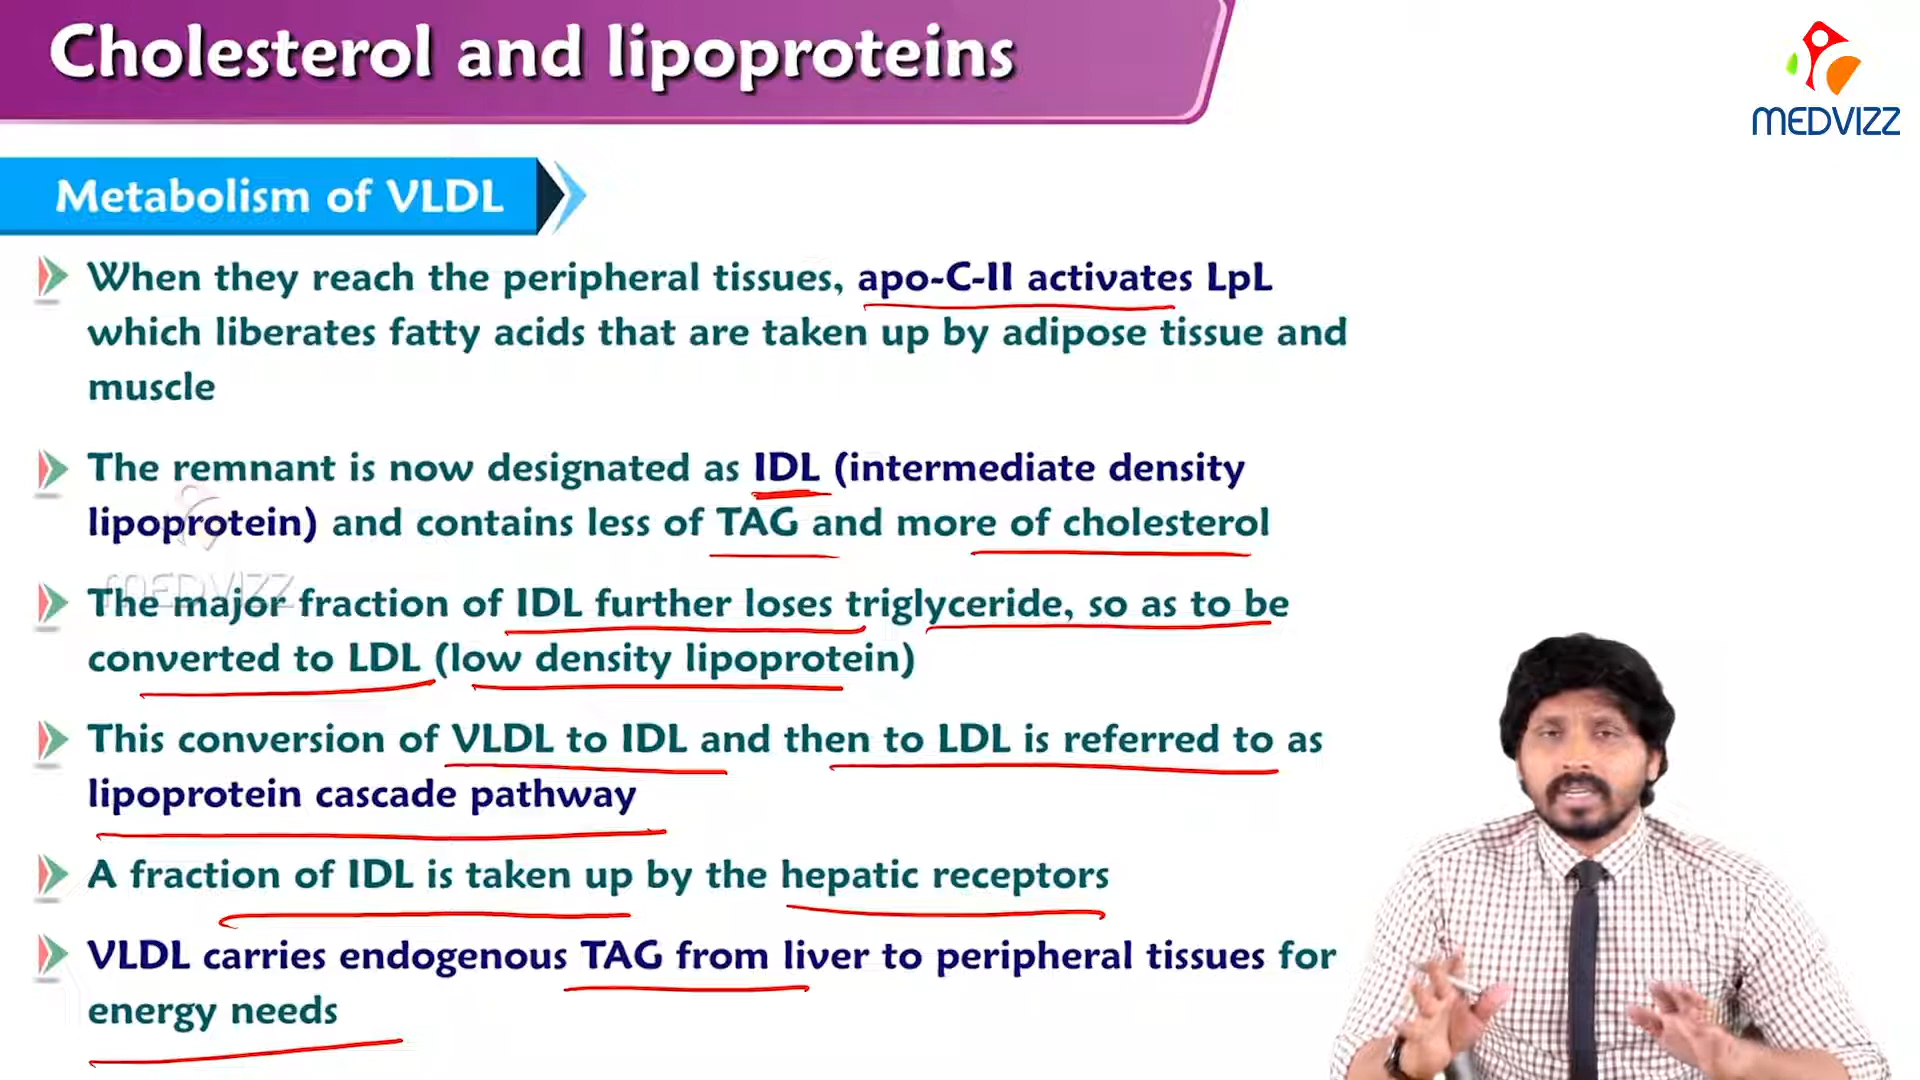 Cholesterol and lipoproteins
MEDVIZZ
Metabolism of VLDL
When they reach the peripheral tissues, apo-C-II activates LpL
which liberates fatty acids that are taken up by adipose tissue and
muscle
The remnant is now designated as IDL (intermediate density
lipoprotein) and contains less of TAG and more of cholesterol
MEDVIZZ
The major fraction of IDL further loses triglyceride, so as to be
converted to LDL (low density lipoprotein)
This conversion of VLDL to IDL and then to LDL is referred to as
lipoprotein cascade pathway
A fraction of IDL is taken up by the hepatic receptors
VLDL carries endogenous TAG from liver to peripheral tissues for
energy needs